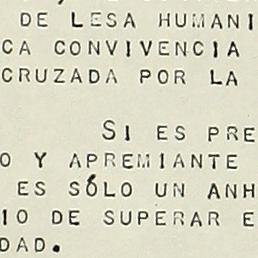 DE LESA HUMANI
CA CONVIVENCIA
CRUZADA POR LA
SI ES PRE
O Y APREMIANTE
ES SÓLO UN ANH
IO DE SUPERAR E
DAD.